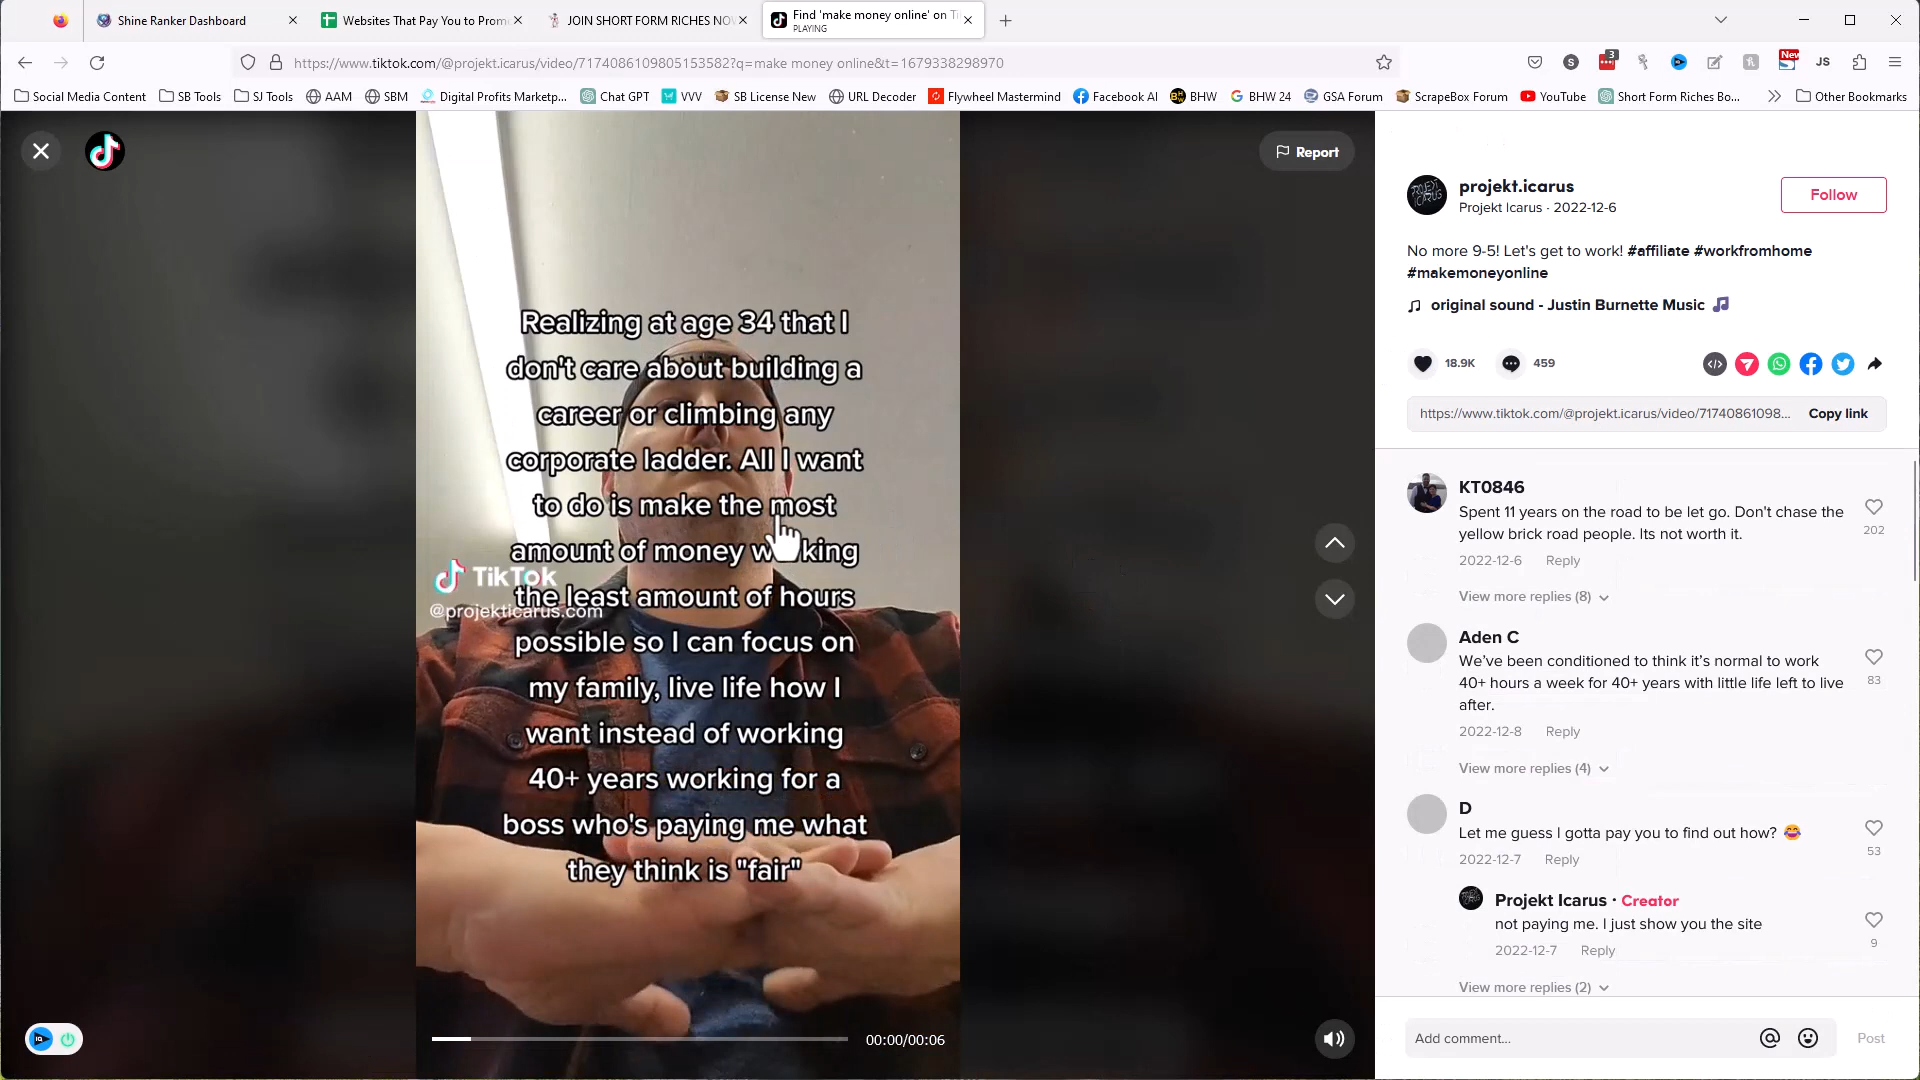 Shine Ranker Dashboard
Websites That Pay You to Promo
JOIN SHORT FORM RICHES NOW
Find 'make money online' on Ti
PLAYING
https://www.tiktok.com/@projekt.icarus/video/7174086109805153582?q=make money online&t=1679338298970
3
New
JS
Social Media Content
SB Tools
SJ Tools
AAM
SBM
Digital Profits Marketp...
Chat GPT
VVV
SB License New
URL Decoder
Flywheel Mastermind
Facebook AI
BHW
BHW 24
GSA Forum
ScrapeBox Forum
YouTube
Short Form Riches Bo...
Other Bookmarks
Report
Realizing at age 34 that I
don't care about building a
career or climbing any
corporate ladder. All I want
to do is make the most
amount of money working
the least amount of hours
possible so I can focus on
my family, live life how I
want instead of working
40+ years working for a
boss who's paying me what
they think is "fair"
TikTok
@projekticarus.com
00:00/00:06
projekt.icarus
Projekt Icarus · 2022-12-6
Follow
No more 9-5! Let's get to work! #affiliate #workfromhome
#makemoneyonline
original sound - Justin Burnette Music
18.9K
459
https://www.tiktok.com/@projekt.icarus/video/71740861098...
Copy link
KT0846
Spent 11 years on the road to be let go. Don't chase the
yellow brick road people. Its not worth it.
202
2022-12-6
Reply
View more replies (8)
Aden C
We've been conditioned to think it's normal to work
40+ hours a week for 40+ years with little life left to live
after.
83
2022-12-8
Reply
View more replies (4)
D
Let me guess I gotta pay you to find out how? 😂
53
2022-12-7
Reply
Projekt Icarus · Creator
not paying me. I just show you the site
9
2022-12-7
Reply
View more replies (2)
Add comment...
Post